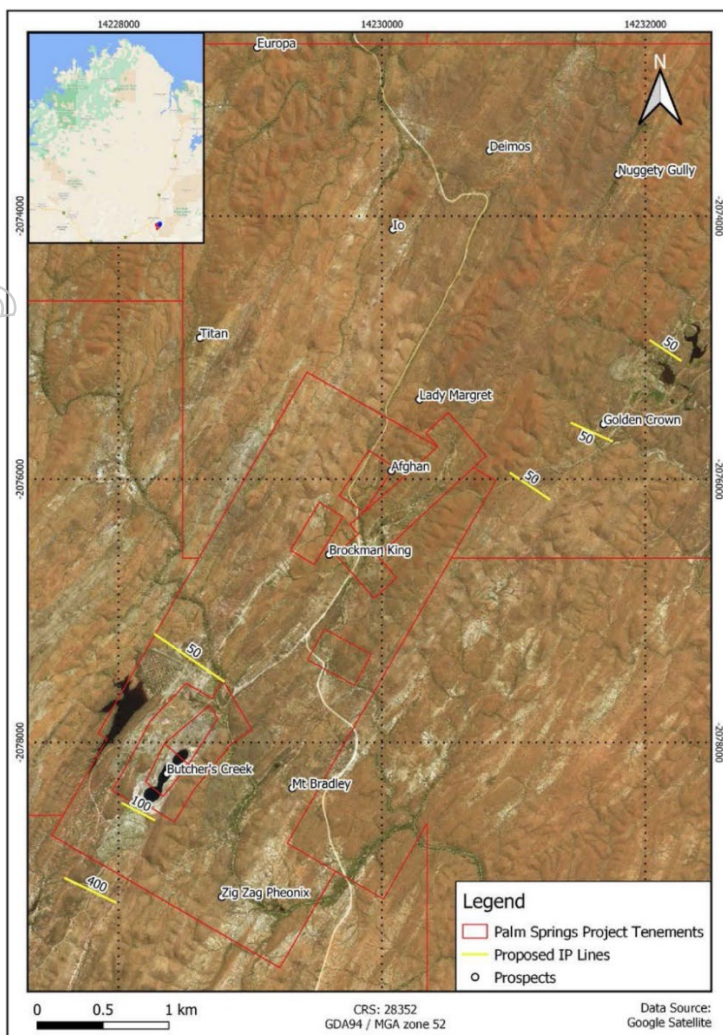 14228000
14230000
14232000
Europa
N
Deimos
Nuggety Gully
-2074000
-2074000
Io
Titan
50
Lady Margret
Golden Crown
50
Afghan
-2076000
-2076000
50
Brockman King
50
-2078000
-2078000
Butcher's Creek
Mt Bradley
100
400
Zig Zag Pheonix
Legend
Palm Springs Project Tenements
Proposed IP Lines
Prospects
0 0.5 1 km
CRS: 28352
GDA94 / MGA zone 52
Data Source:
Google Satellite